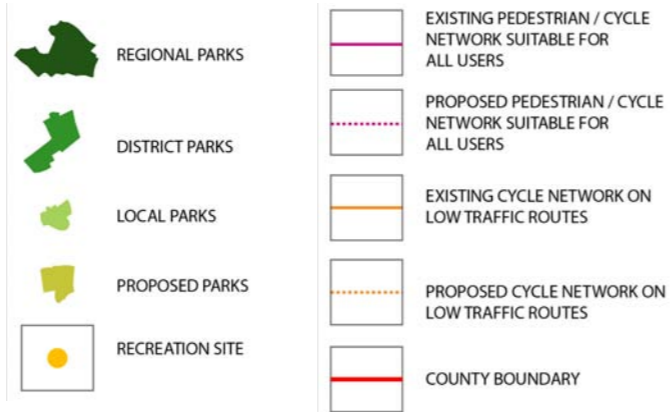 REGIONAL PARKS
DISTRICT PARKS
LOCAL PARKS
PROPOSED PARKS
RECREATION SITE
EXISTING PEDESTRIAN / CYCLE
NETWORK SUITABLE FOR
ALL USERS
PROPOSED PEDESTRIAN / CYCLE
NETWORK SUITABLE FOR
ALL USERS
EXISTING CYCLE NETWORK ON
LOW TRAFFIC ROUTES
PROPOSED CYCLE NETWORK ON
LOW TRAFFIC ROUTES
COUNTY BOUNDARY